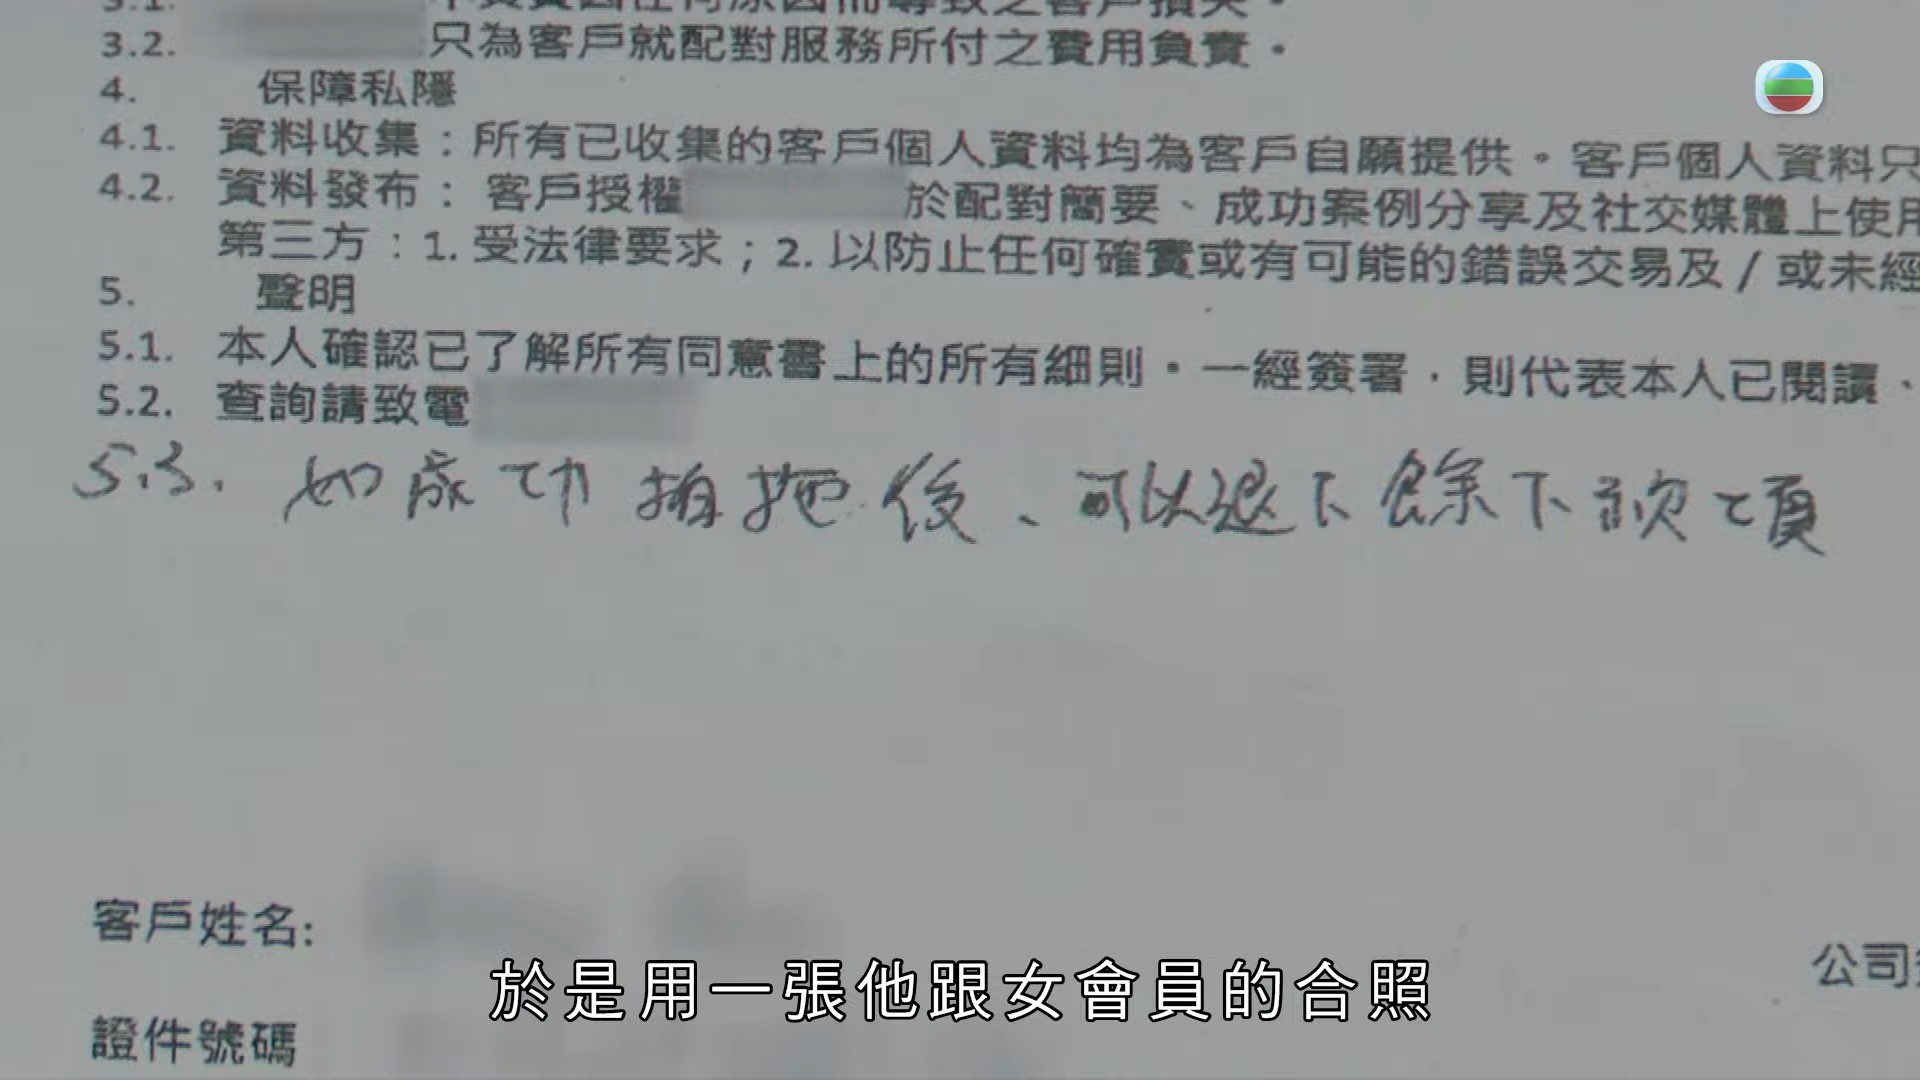 3.2. 只為客戶就配對服務所付之費用負責。
4. 保障私隱
4.1. 資料收集：所有已收集的客戶個人資料均為客戶自願提供。客戶個人資料只
4.2. 資料發布： 客戶授權 於配對簡要、成功案例分享及社交媒體上使用
第三方：1. 受法律要求；2. 以防止任何確實或有可能的錯誤交易及/或未經
5. 聲明
5.1. 本人確認已了解所有同意書上的所有細則。一經簽署，則代表本人已閱讀、
5.2. 查詢請致電
5.3. 如成功拍拖後、可以退下餘下款項
客戶姓名:
公司
於是用一張他跟女會員的合照
證件號碼